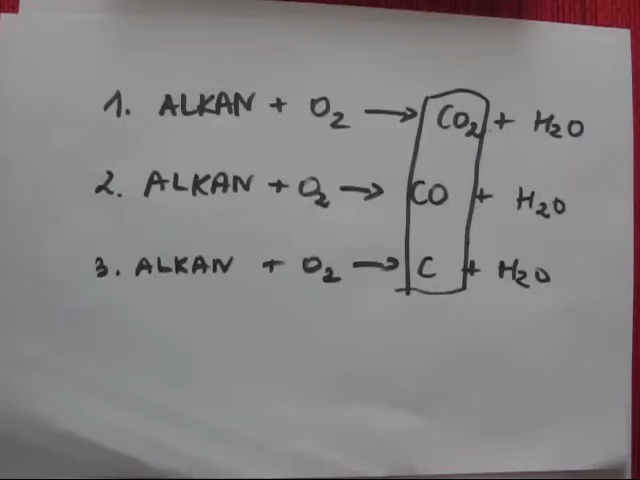 1. ALKAN + O₂ → CO₂ + H₂O
2. ALKAN + O₂ → CO + H₂O
3. ALKAN + O₂ → C + H₂O